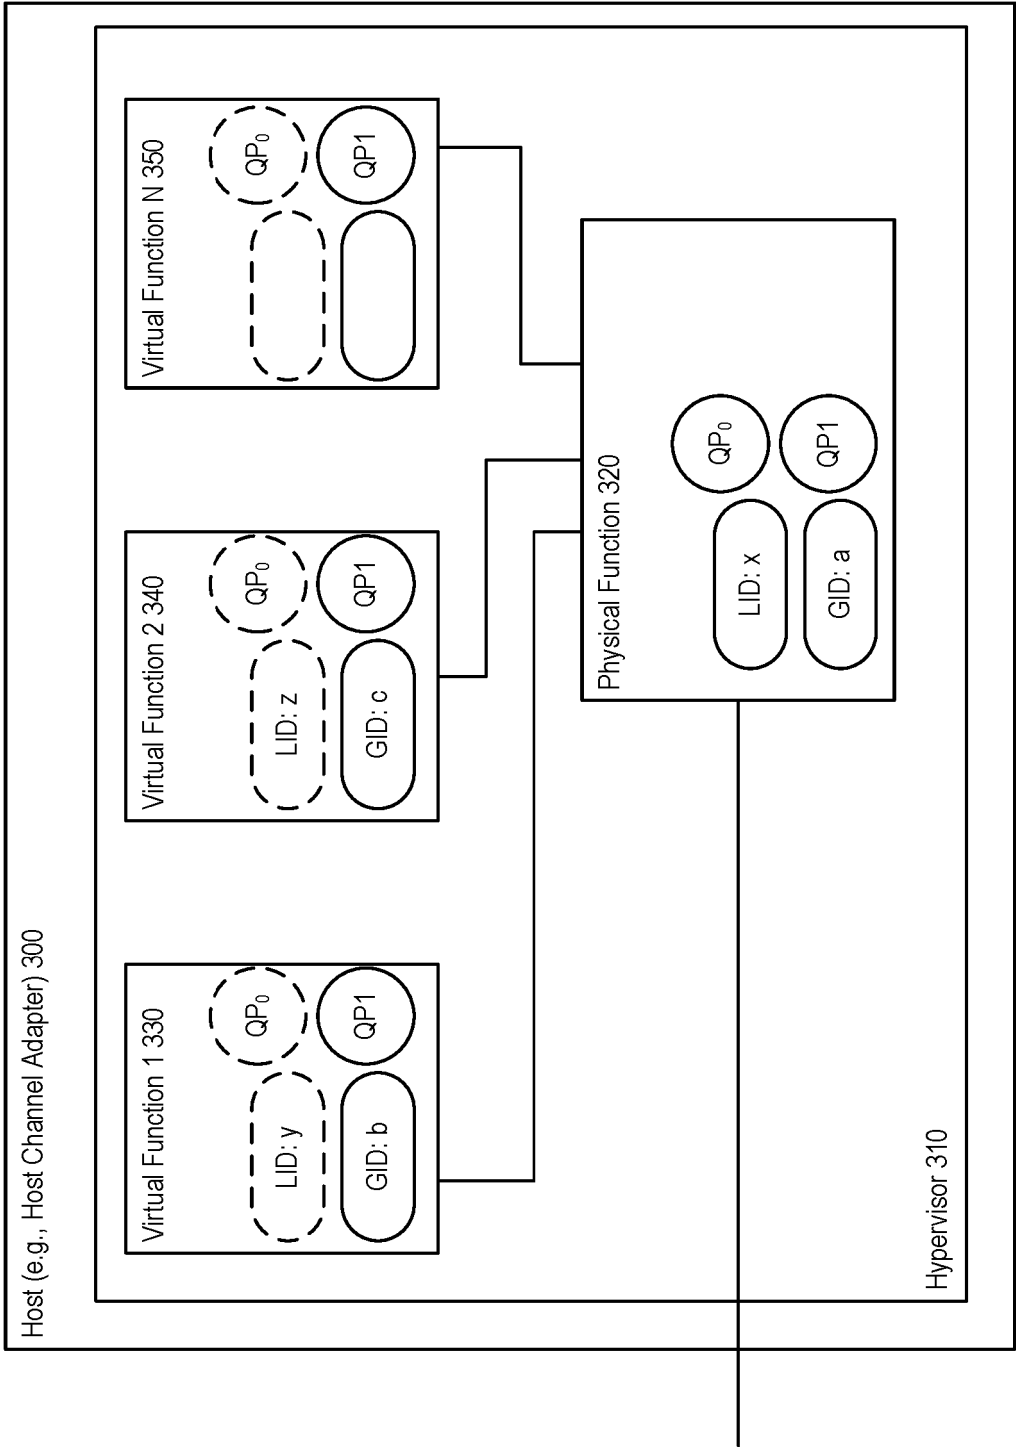 Host (e.g., Host Channel Adapter) 300
Virtual Function 1 330
LID: y
QP0
GID: b
QP1
Virtual Function 2 340
LID: z
QP0
GID: c
QP1
Virtual Function N 350
QP0
QP1
Physical Function 320
LID: x
QP0
GID: a
QP1
Hypervisor 310